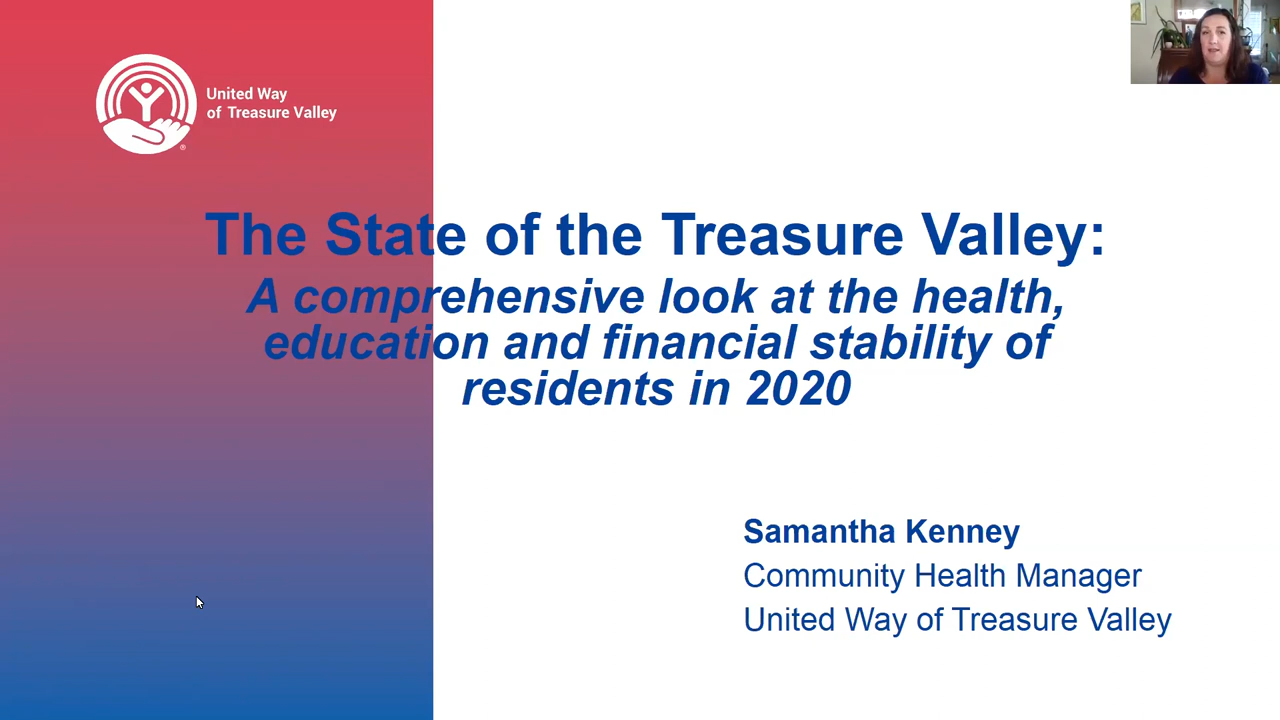 United Way
of Treasure Valley
®
The State of the Treasure Valley:
A comprehensive look at the health,
education and financial stability of
residents in 2020
Samantha Kenney
Community Health Manager
United Way of Treasure Valley